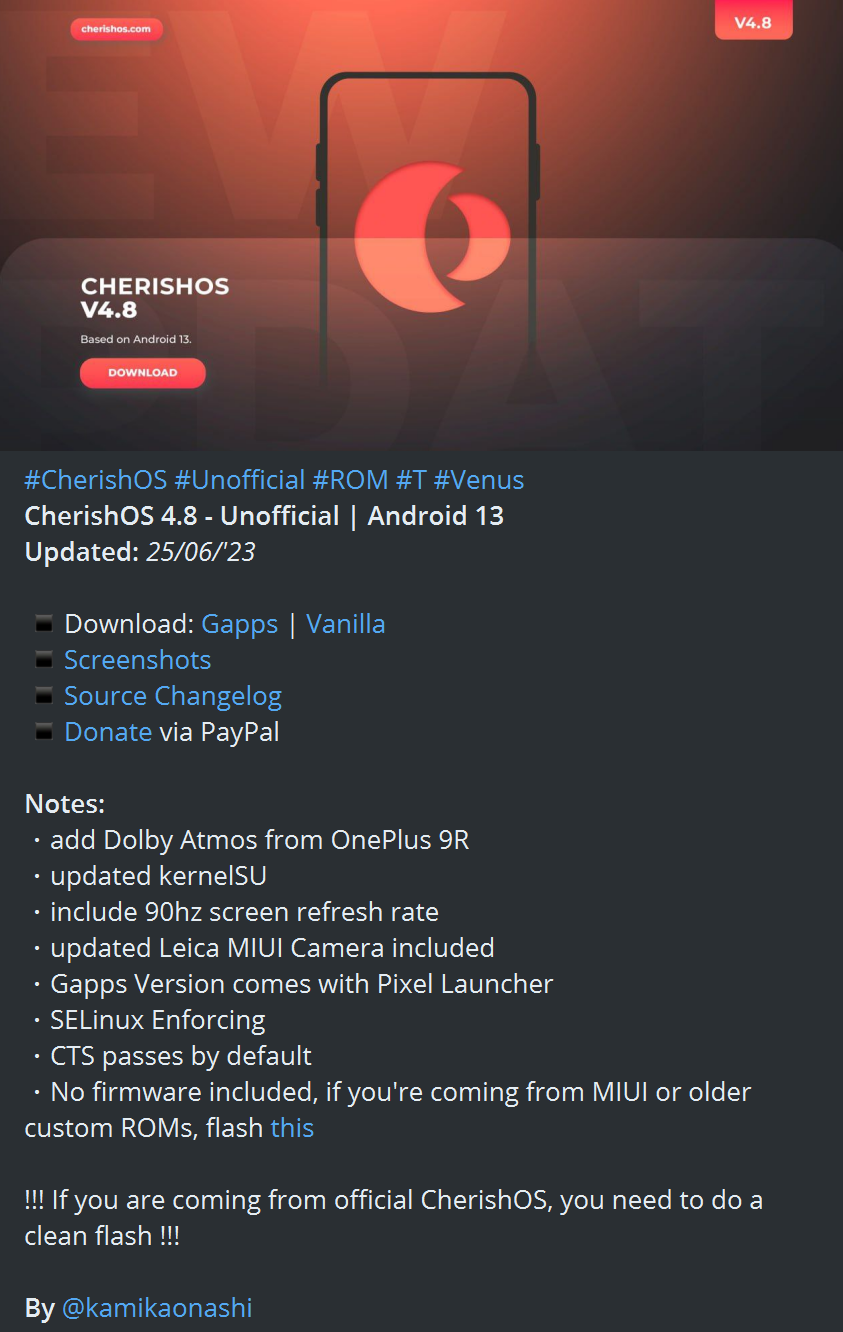 cherishos.com
V4.8
EW
DAT
CHERISHOS
V4.8
Based on Android 13.
DOWNLOAD
#CherishOS #Unofficial #ROM #T #Venus
CherishOS 4.8 - Unofficial | Android 13
Updated: 25/06/'23
▪️ Download: Gapps | Vanilla
▪️ Screenshots
▪️ Source Changelog
▪️ Donate via PayPal
Notes:
・add Dolby Atmos from OnePlus 9R
・updated kernelSU
・include 90hz screen refresh rate
・updated Leica MIUI Camera included
・Gapps Version comes with Pixel Launcher
・SELinux Enforcing
・CTS passes by default
・No firmware included, if you're coming from MIUI or older
custom ROMs, flash this
!!! If you are coming from official CherishOS, you need to do a
clean flash !!!
By @kamikaonashi